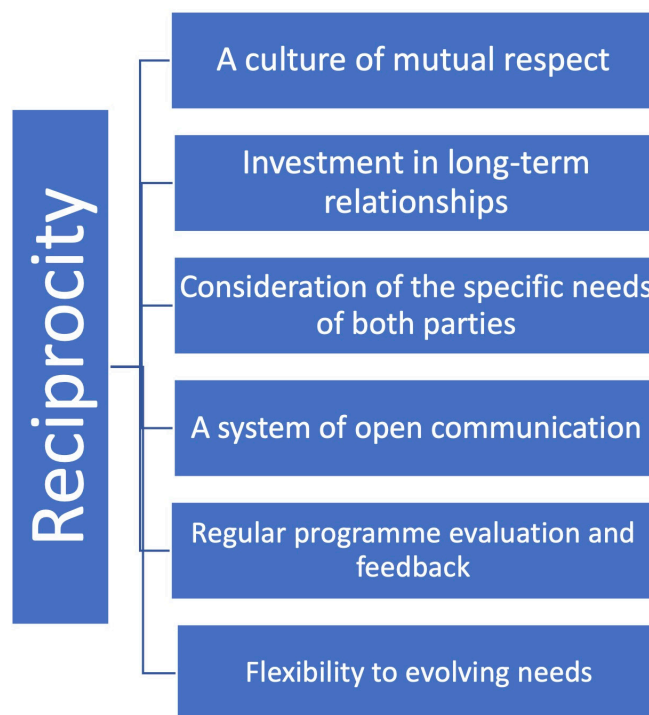 Reciprocity
A culture of mutual respect
Investment in long-term
relationships
Consideration of the specific needs
of both parties
A system of open communication
Regular programme evaluation and
feedback
Flexibility to evolving needs